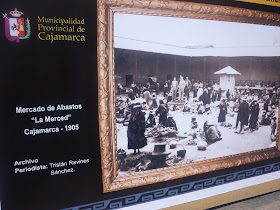 Municipalidad
Provincial de
Cajamarca
Mercado de Abastos
"La Merced"
Cajamarca - 1905
Archivo
Periodista: Tristán Ravines
Sánchez.